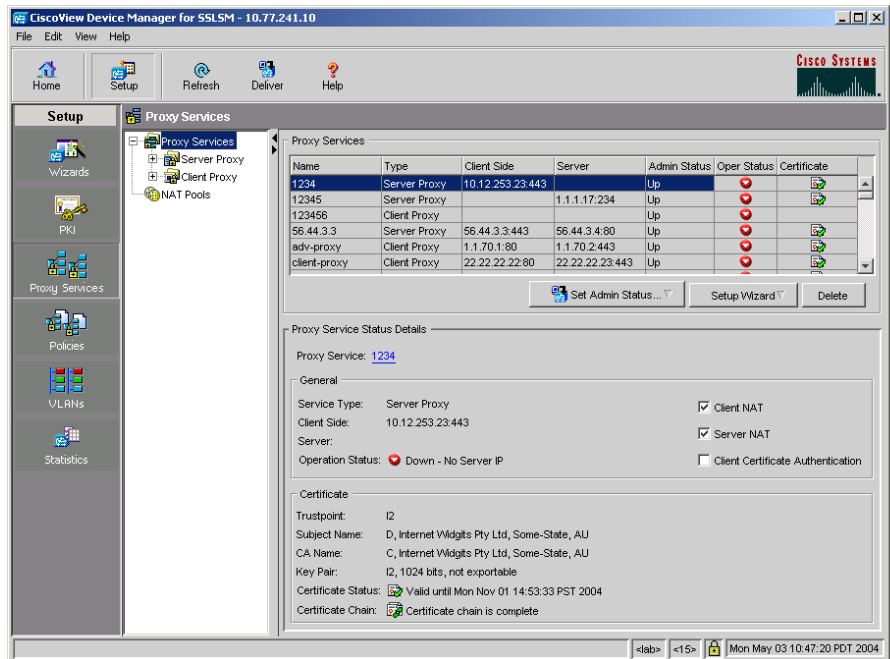 CiscoView Device Manager for SSLSM - 10.77.241.10
File Edit View Help
Home Setup Refresh Deliver Help
CISCO SYSTEMS
Setup
Wizards
PKI
Proxy Services
Policies
VLANs
Statistics
Proxy Services
Proxy Services
Server Proxy
Client Proxy
NAT Pools
Proxy Services
Name Type Client Side Server Admin Status Oper Status Certificate
1234 Server Proxy 10.12.253.23:443 Up
12345 Server Proxy 1.1.1.17:234 Up
123456 Client Proxy Up
56.44.3.3 Server Proxy 56.44.3.3:443 56.44.3.4:80 Up
adv-proxy Client Proxy 1.1.70.1:80 1.1.70.2:443 Up
client-proxy Client Proxy 22.22.22.22:80 22.22.22.23:443 Up
Set Admin Status... Setup Wizard Delete
Proxy Service Status Details
Proxy Service: 1234
General
Service Type: Server Proxy
Client Side: 10.12.253.23:443
Server:
Operation Status: Down - No Server IP
Client NAT
Server NAT
Client Certificate Authentication
Certificate
Trustpoint: l2
Subject Name: D, Internet Widgits Pty Ltd, Some-State, AU
CA Name: C, Internet Widgits Pty Ltd, Some-State, AU
Key Pair: l2, 1024 bits, not exportable
Certificate Status: Valid until Mon Nov 01 14:53:33 PST 2004
Certificate Chain: Certificate chain is complete
<lab> <15> Mon May 03 10:47:20 PDT 2004